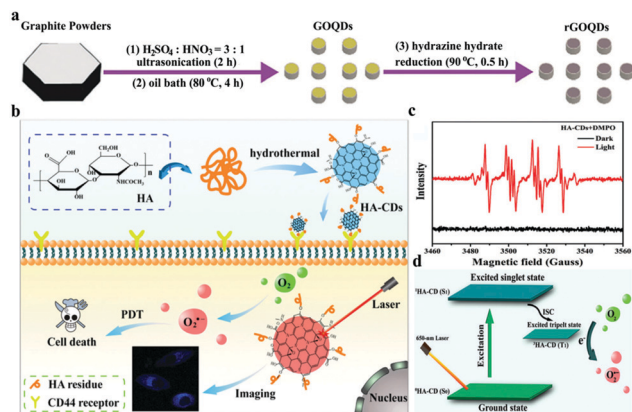 a
Graphite Powders
(1) H₂SO₄ : HNO₃ = 3 : 1
ultrasonication (2 h)
(2) oil bath (80 ⁰C, 4 h)
GOQDs
(3) hydrazine hydrate
reduction (90 ⁰C, 0.5 h)
rGOQDs
b
HA
hydrothermal
HA-CDs
O₂
Laser
PDT
O₂•−
Cell death
Imaging
HA residue
CD44 receptor
Nucleus
c
HA-CDs+DMPO
Dark
Light
Intensity
3460 3480 3500 3520 3540 3560
Magnetic field (Gauss)
d
Excited singlet state
¹HA-CD (S₁)
ISC
Excited tripelt state
³HA-CD (T₁)
O₂
e⁻
O₂•−
650-nm Laser
Excitation
⁰HA-CD (S₀)
Ground state